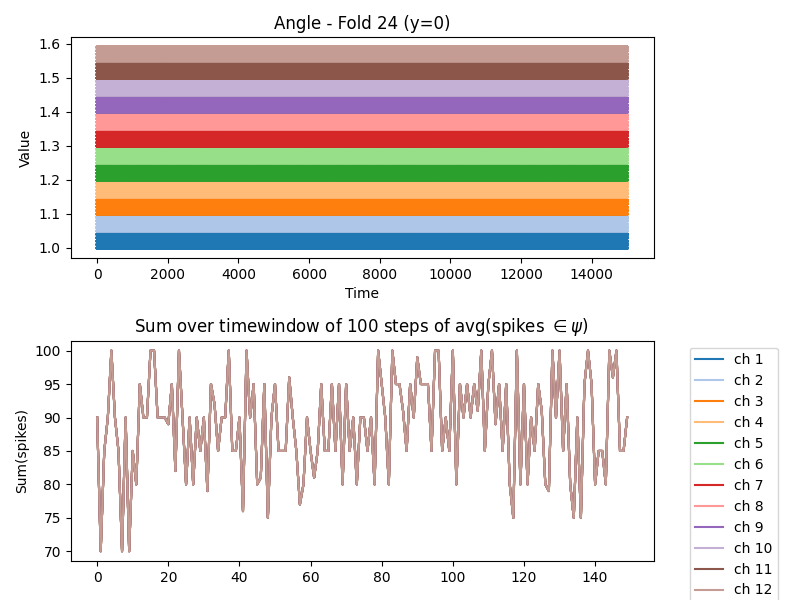 Angle - Fold 24 (y=0)
Value
1.6
1.5
1.4
1.3
1.2
1.1
1.0
0 2000 4000 6000 8000 10000 12000 14000
Time
Sum over timewindow of 100 steps of avg(spikes ∈ ψ)
Sum(spikes)
100
95
90
85
80
75
70
0 20 40 60 80 100 120 140
ch 1
ch 2
ch 3
ch 4
ch 5
ch 6
ch 7
ch 8
ch 9
ch 10
ch 11
ch 12